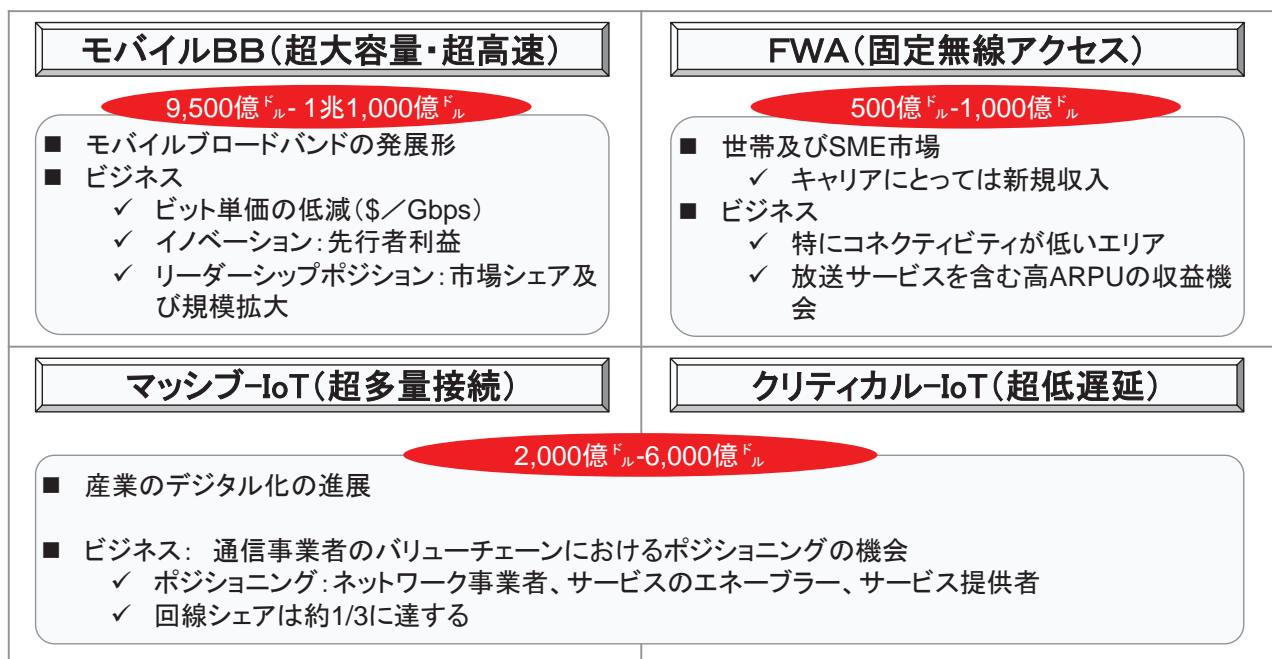 モバイルBB(超大容量・超高速)
9,500億㌦- 1兆1,000億㌦
■ モバイルブロードバンドの発展形
■ ビジネス
✓ ビット単価の低減($/Gbps)
✓ イノベーション:先行者利益
✓ リーダーシップポジション:市場シェア及
び規模拡大
FWA(固定無線アクセス)
500億㌦-1,000億㌦
■ 世帯及びSME市場
✓ キャリアにとっては新規収入
■ ビジネス
✓ 特にコネクティビティが低いエリア
✓ 放送サービスを含む高ARPUの収益機
会
マッシブ-IoT(超多量接続)
クリティカル-IoT(超低遅延)
2,000億㌦-6,000億㌦
■ 産業のデジタル化の進展
■ ビジネス: 通信事業者のバリューチェーンにおけるポジショニングの機会
✓ ポジショニング:ネットワーク事業者、サービスのエネーブラー、サービス提供者
✓ 回線シェアは約1/3に達する